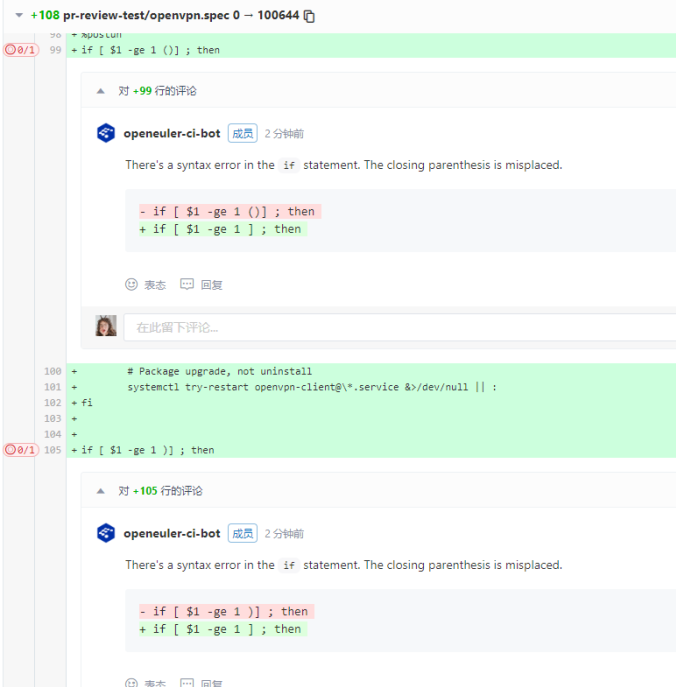 +108 pr-review-test/openvpn.spec 0 → 100644
98 + %postun
0/1 99 + if [ $1 -ge 1 ()] ; then
对 +99 行的评论
openeuler-ci-bot 成员 2 分钟前
There's a syntax error in the if statement. The closing parenthesis is misplaced.
- if [ $1 -ge 1 ()] ; then
+ if [ $1 -ge 1 ] ; then
表态 回复
在此留下评论...
100 + # Package upgrade, not uninstall
101 + systemctl try-restart openvpn-client@\*.service &>/dev/null || :
102 + fi
103 +
104 +
0/1 105 + if [ $1 -ge 1 )] ; then
对 +105 行的评论
openeuler-ci-bot 成员 2 分钟前
There's a syntax error in the if statement. The closing parenthesis is misplaced.
- if [ $1 -ge 1 )] ; then
+ if [ $1 -ge 1 ] ; then
表态 回复